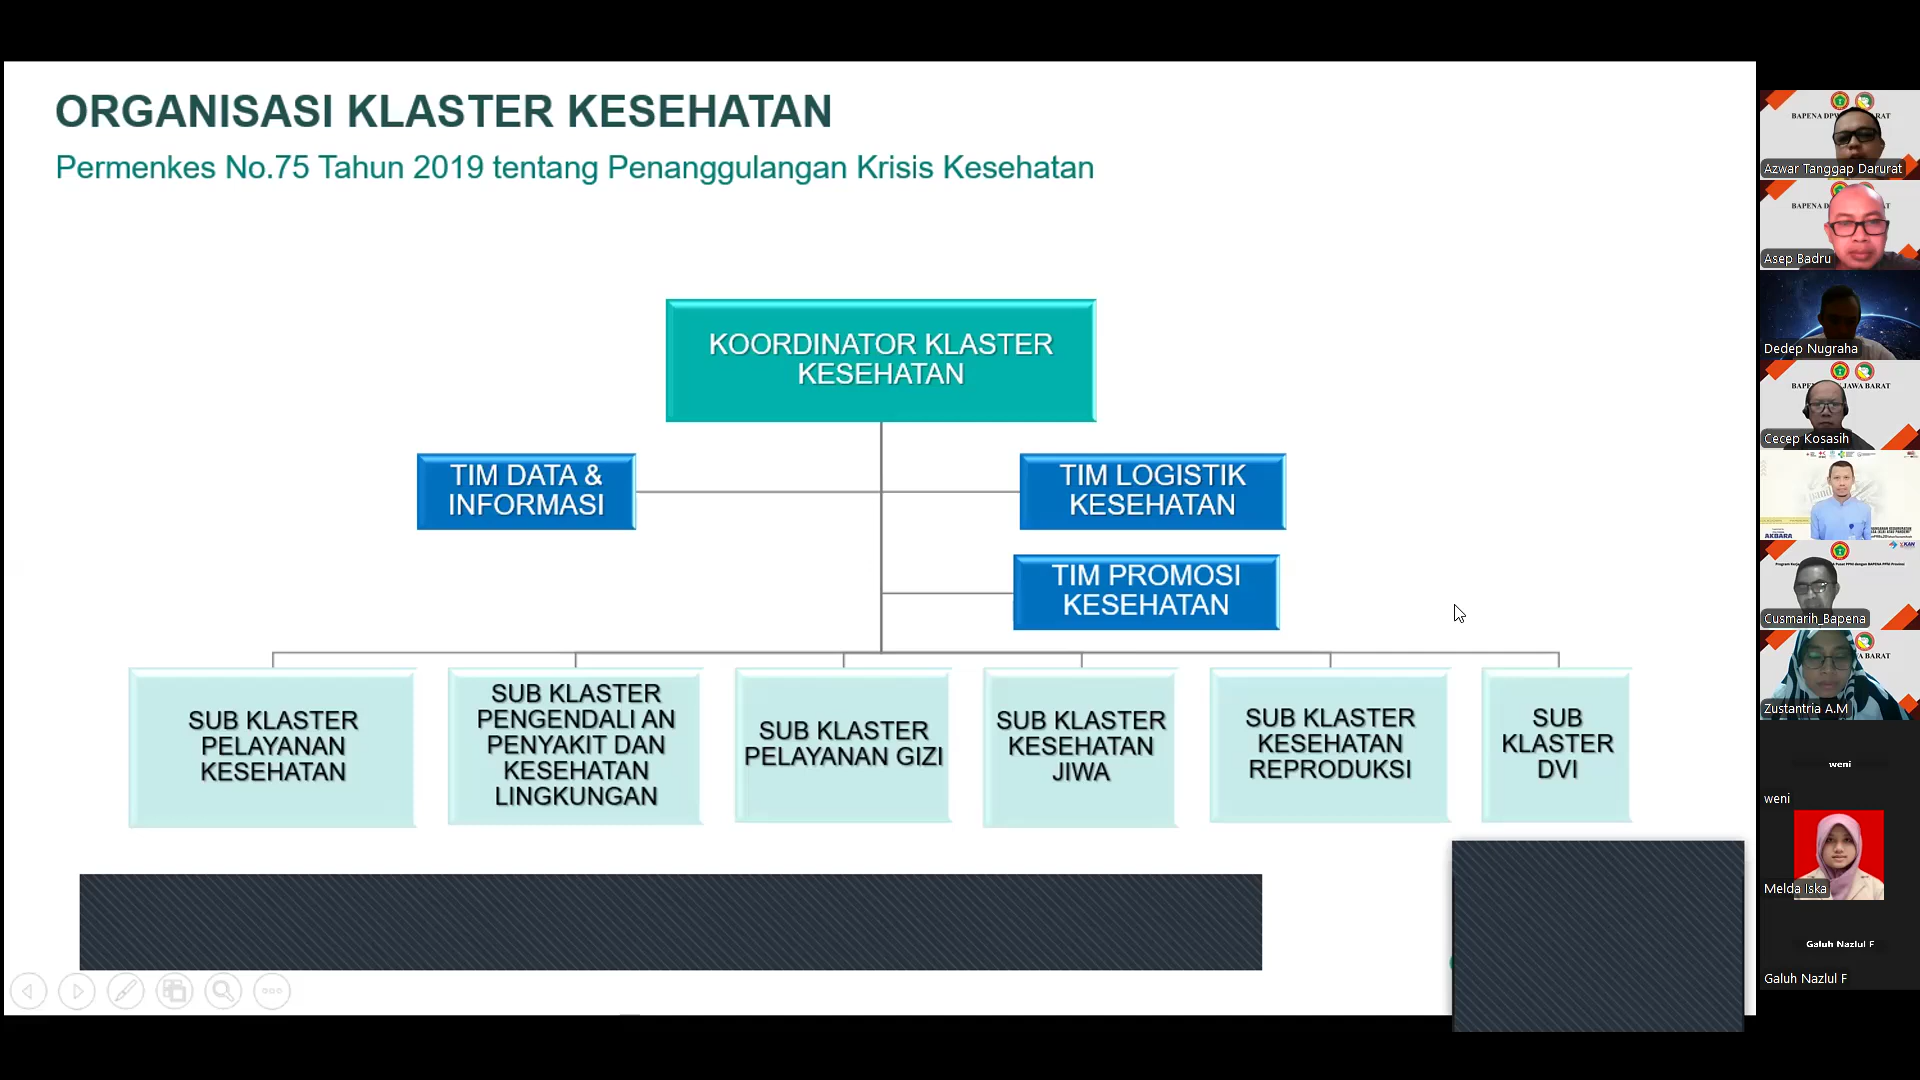 ORGANISASI KLASTER KESEHATAN
Permenkes No.75 Tahun 2019 tentang Penanggulangan Krisis Kesehatan
KOORDINATOR KLASTER
KESEHATAN
TIM DATA &
INFORMASI
TIM LOGISTIK
KESEHATAN
TIM PROMOSI
KESEHATAN
SUB KLASTER
PELAYANAN
KESEHATAN
SUB KLASTER
PENGENDALI AN
PENYAKIT DAN
KESEHATAN
LINGKUNGAN
SUB KLASTER
PELAYANAN GIZI
SUB KLASTER
KESEHATAN
JIWA
SUB KLASTER
KESEHATAN
REPRODUKSI
SUB
KLASTER
DVI
Azwar Tanggap Darurat
Asep Badru
Dedep Nugraha
JAWA BARAT
Cecep Kosasih
AKBARA
Cusmarih_Bapena
Zustantria A.M
weni
weni
Melda Iska
Galuh Nazlul F
Galuh Nazlul F